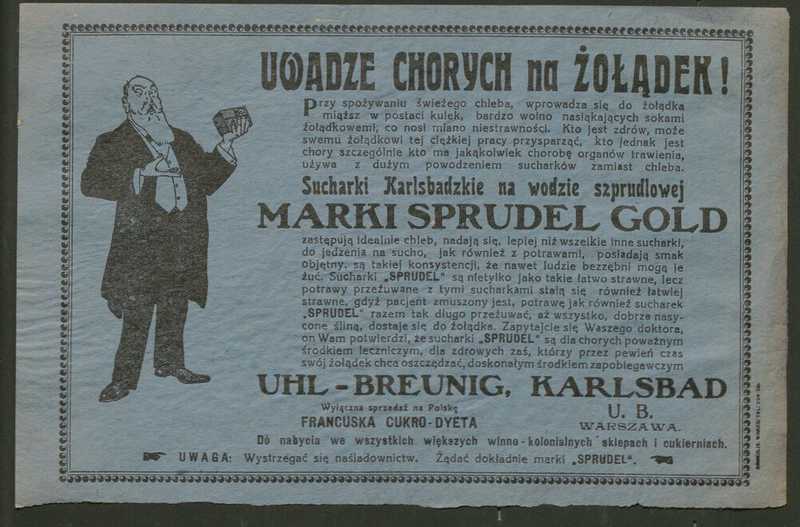 UWADZE CHORYCH na ŻOŁĄDEK!
Przy spożywaniu świeżego chleba, wprowadza się do żołądka
miąższ w postaci kulek, bardzo wolno nasiąkających sokami
żołądkowemi, co nosi miano niestrawności. Kto jest zdrów, może
swemu żołądkowi tej ciężkiej pracy przysparząć, kto jednak jest
chory szczególnie kto ma jakąkolwiek chorobę organów trawienia,
używa z dużym powodzeniem sucharków zamiast chleba.
Sucharki Karlsbadzkie na wodzie szprudlowej
MARKI SPRUDEL GOLD
zastępują idealnie chleb, nadają się, lepiej niż wszelkie inne sucharki,
do jedzenia na sucho, jak również z potrawami, posiadają smak
objętny: są takiej konsystencji, że nawet ludzie bezzębni mogą je
żuć. Sucharki „SPRUDEL" są nietylko jako takie łatwo strawne, lecz
potrawy przeżuwane z tymi sucharkami stają się również łatwiej
strawne, gdyż pacjent zmuszony jest, potrawę jak również sucharek
„SPRUDEL" razem tak długo przeżuwać, aż wszystko, dobrze nasy-
cone śliną, dostaje się do żołądka. Zapytajcie się Waszego doktora,
on Wam potwierdzi, że sucharki „SPRUDEL" są dla chorych poważnym
środkiem leczniczym, dla zdrowych zaś, którzy przez pewien czas
swój żołądek chcą oszczędzać, doskonałym środkiem zapobiegawczym
UHL-BREUNIG, KARLSBAD
Wyłączna sprzedaż na Polskę
FRANCUSKA CUKRO-DYETA
U. B.
WARSZAWA.
Do nabycia we wszystkich większych winno-kolonialnych sklepach i cukierniach.
UWAGA: Wystrzegać się naśladownictw. Żądać dokładnie marki „SPRUDEL".